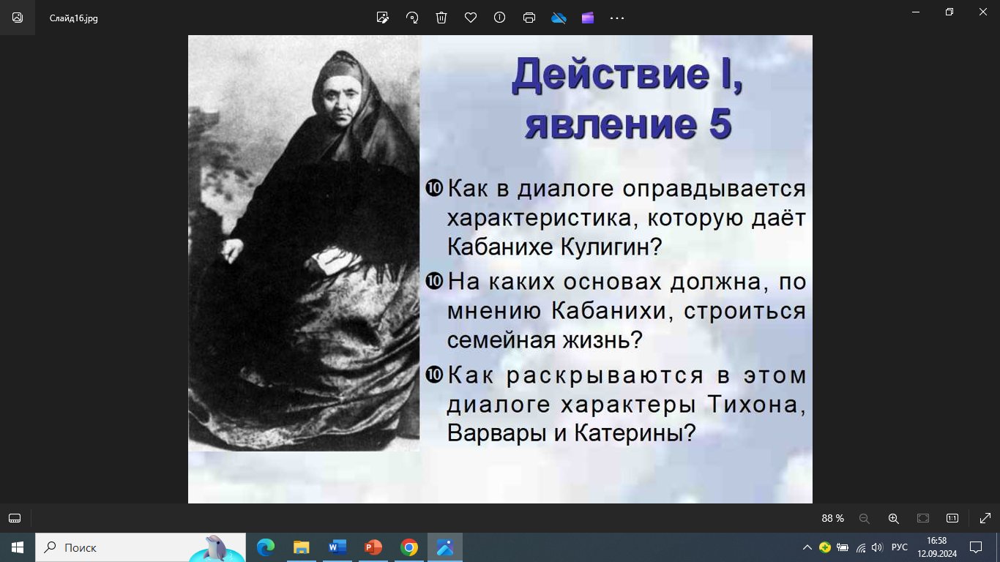 Слайд16.jpg
Действие I,
явление 5
❿ Как в диалоге оправдывается
характеристика, которую даёт
Кабанихе Кулигин?
❿ На каких основах должна, по
мнению Кабанихи, строиться
семейная жизнь?
❿ Как раскрываются в этом
диалоге характеры Тихона,
Варвары и Катерины?
88 %
1:1
Поиск
РУС
16:58
12.09.2024